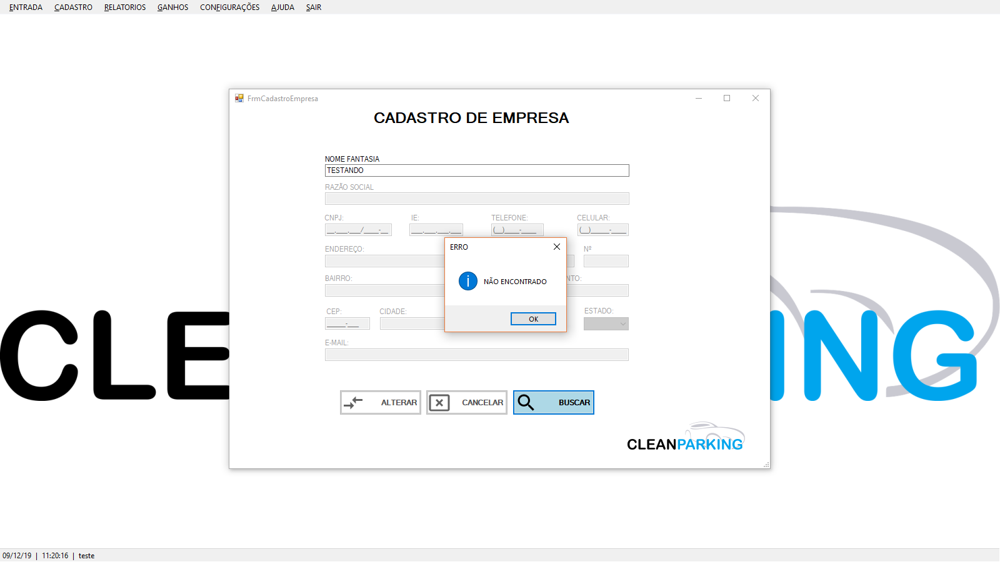 ENTRADA CADASTRO RELATORIOS GANHOS CONFIGURAÇÕES AJUDA SAIR
FrmCadastroEmpresa
CADASTRO DE EMPRESA
NOME FANTASIA
TESTANDO
RAZÃO SOCIAL
CNPJ: IE: TELEFONE: CELULAR:
__.___.___/____-__ ___.___.___.___ (__)____-____ (__)_____-____
ERRO
NÃO ENCONTRADO
OK
ENDEREÇO: Nº
BAIRRO: NTO:
CEP: CIDADE: ESTADO:
_____-___
E-MAIL:
ALTERAR CANCELAR BUSCAR
CLEANPARKING
CLE ING
09/12/19 | 11:20:16 | teste